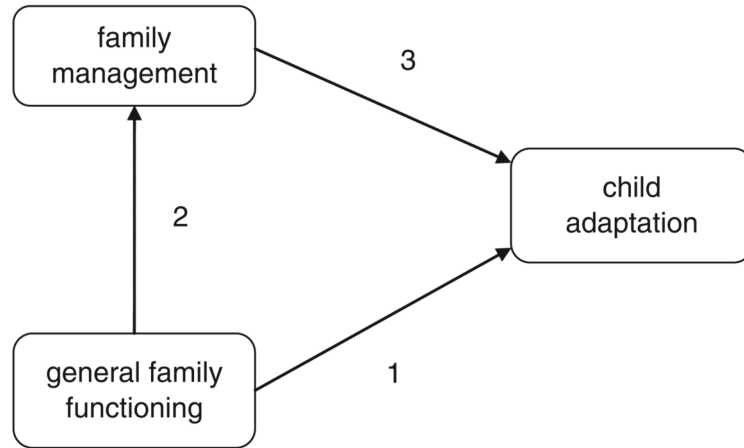 family
management
3
child
adaptation
2
general family
functioning
1